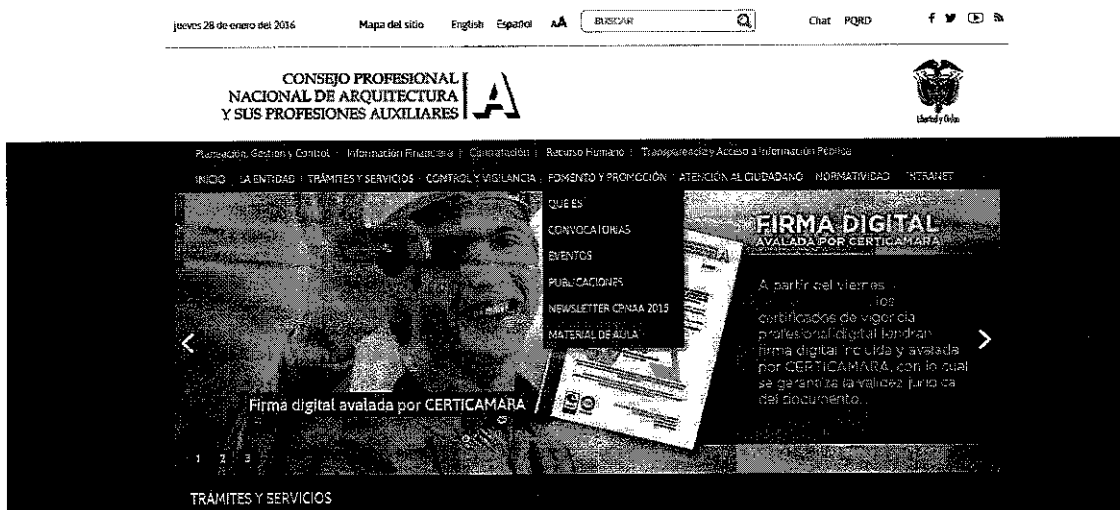 jueves 28 de enero del 2016 Mapa del sitio English Español AA BUSCAR Chat PQRD
CONSEJO PROFESIONAL
NACIONAL DE ARQUITECTURA
Y SUS PROFESIONES AUXILIARES
A
Libertad y Orden
Planeación, Gestión y Control | Información Financiera | Contratación | Recurso Humano | Transparencia y Acceso a Información Pública
INICIO LA ENTIDAD TRÁMITES Y SERVICIOS CONTROL Y VIGILANCIA FOMENTO Y PROMOCIÓN ATENCIÓN AL CIUDADANO NORMATIVIDAD INTRANET
QUE ES
CONVOCATORIAS
EVENTOS
PUBLICACIONES
NEWSLETTER CPNAA 2015
MATERIAL DE AULA
FIRMA DIGITAL
AVALADA POR CERTICAMARA
A partir del viernes
los
certificados de vigencia
profesional digital tendran
firma digital incluida y avalada
por CERTICAMARA, con lo cual
se garantiza la validez juridica
del documento.
Firma digital avalada por CERTICAMARA
1 2 3
TRÁMITES Y SERVICIOS